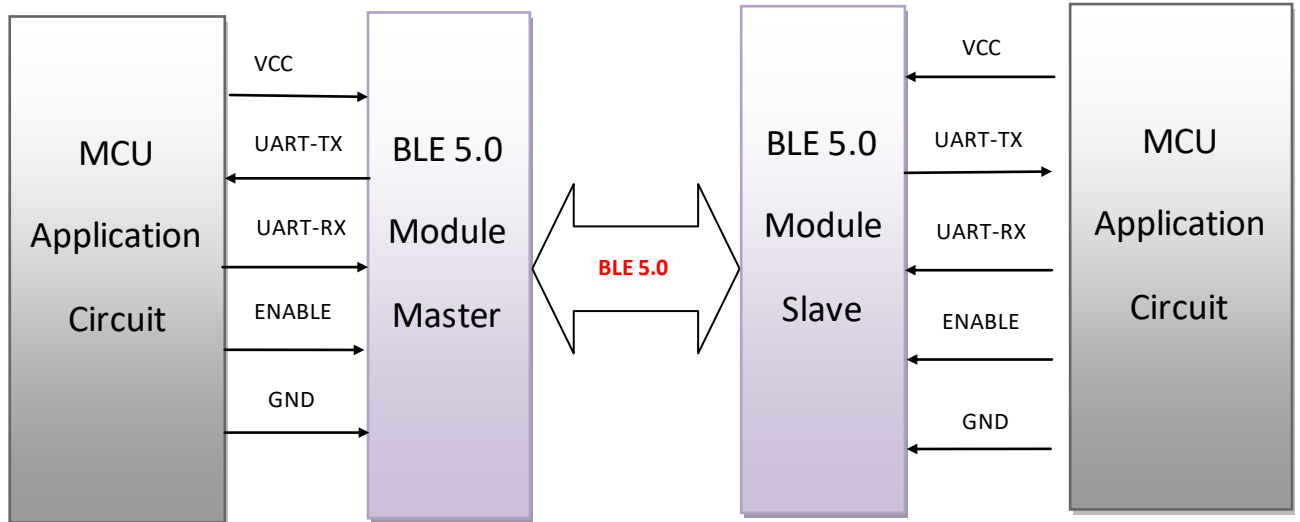 MCU
Application
Circuit
VCC
UART-TX
UART-RX
ENABLE
GND
BLE 5.0
Module
Master
BLE 5.0
BLE 5.0
Module
Slave
VCC
UART-TX
UART-RX
ENABLE
GND
MCU
Application
Circuit